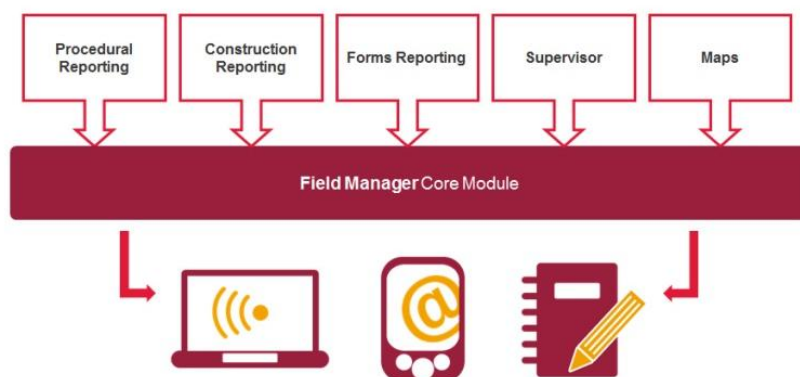 Procedural
Reporting
Construction
Reporting
Forms Reporting
Supervisor
Maps
Field Manager Core Module
@